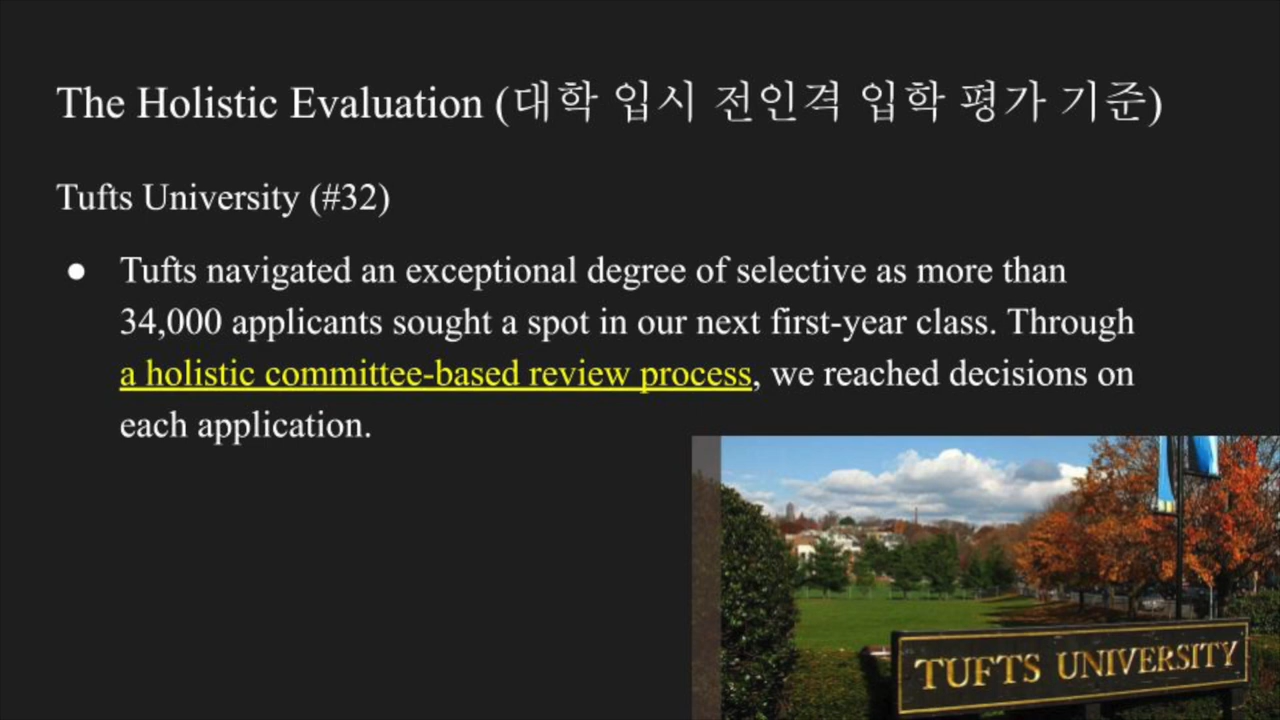 The Holistic Evaluation (대학 입시 전인격 입학 평가 기준)
Tufts University (#32)
● Tufts navigated an exceptional degree of selective as more than
34,000 applicants sought a spot in our next first-year class. Through
a holistic committee-based review process, we reached decisions on
each application.
TUFTS UNIVERSITY